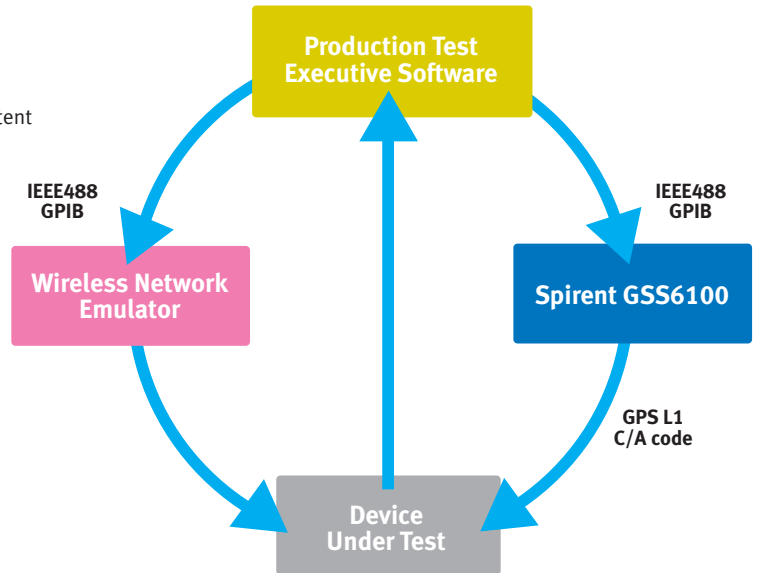 Production Test
Executive Software
IEEE488
GPIB
IEEE488
GPIB
Wireless Network
Emulator
Spirent GSS6100
GPS L1
C/A code
Device
Under Test